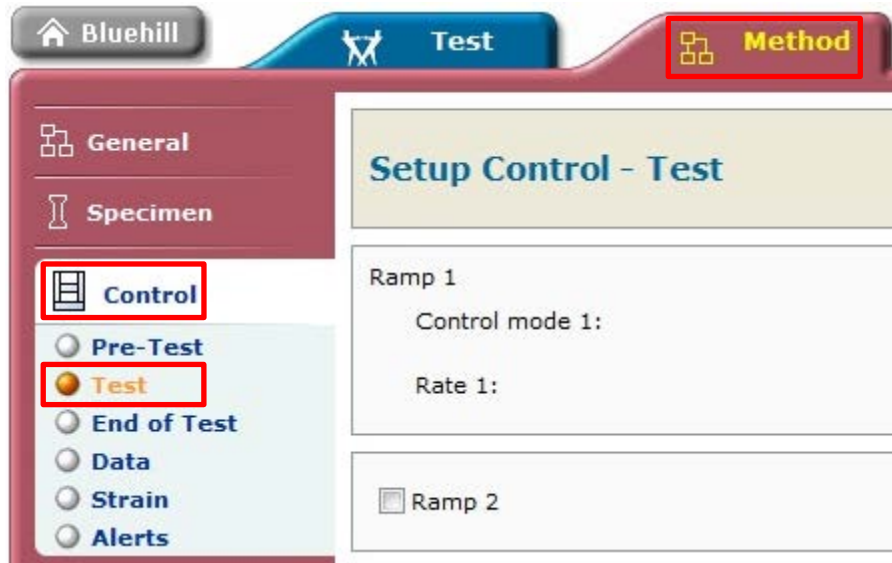 Bluehill
Test
Method
General
Specimen
Control
Pre-Test
Test
End of Test
Data
Strain
Alerts
Setup Control - Test
Ramp 1
Control mode 1:
Rate 1:
Ramp 2